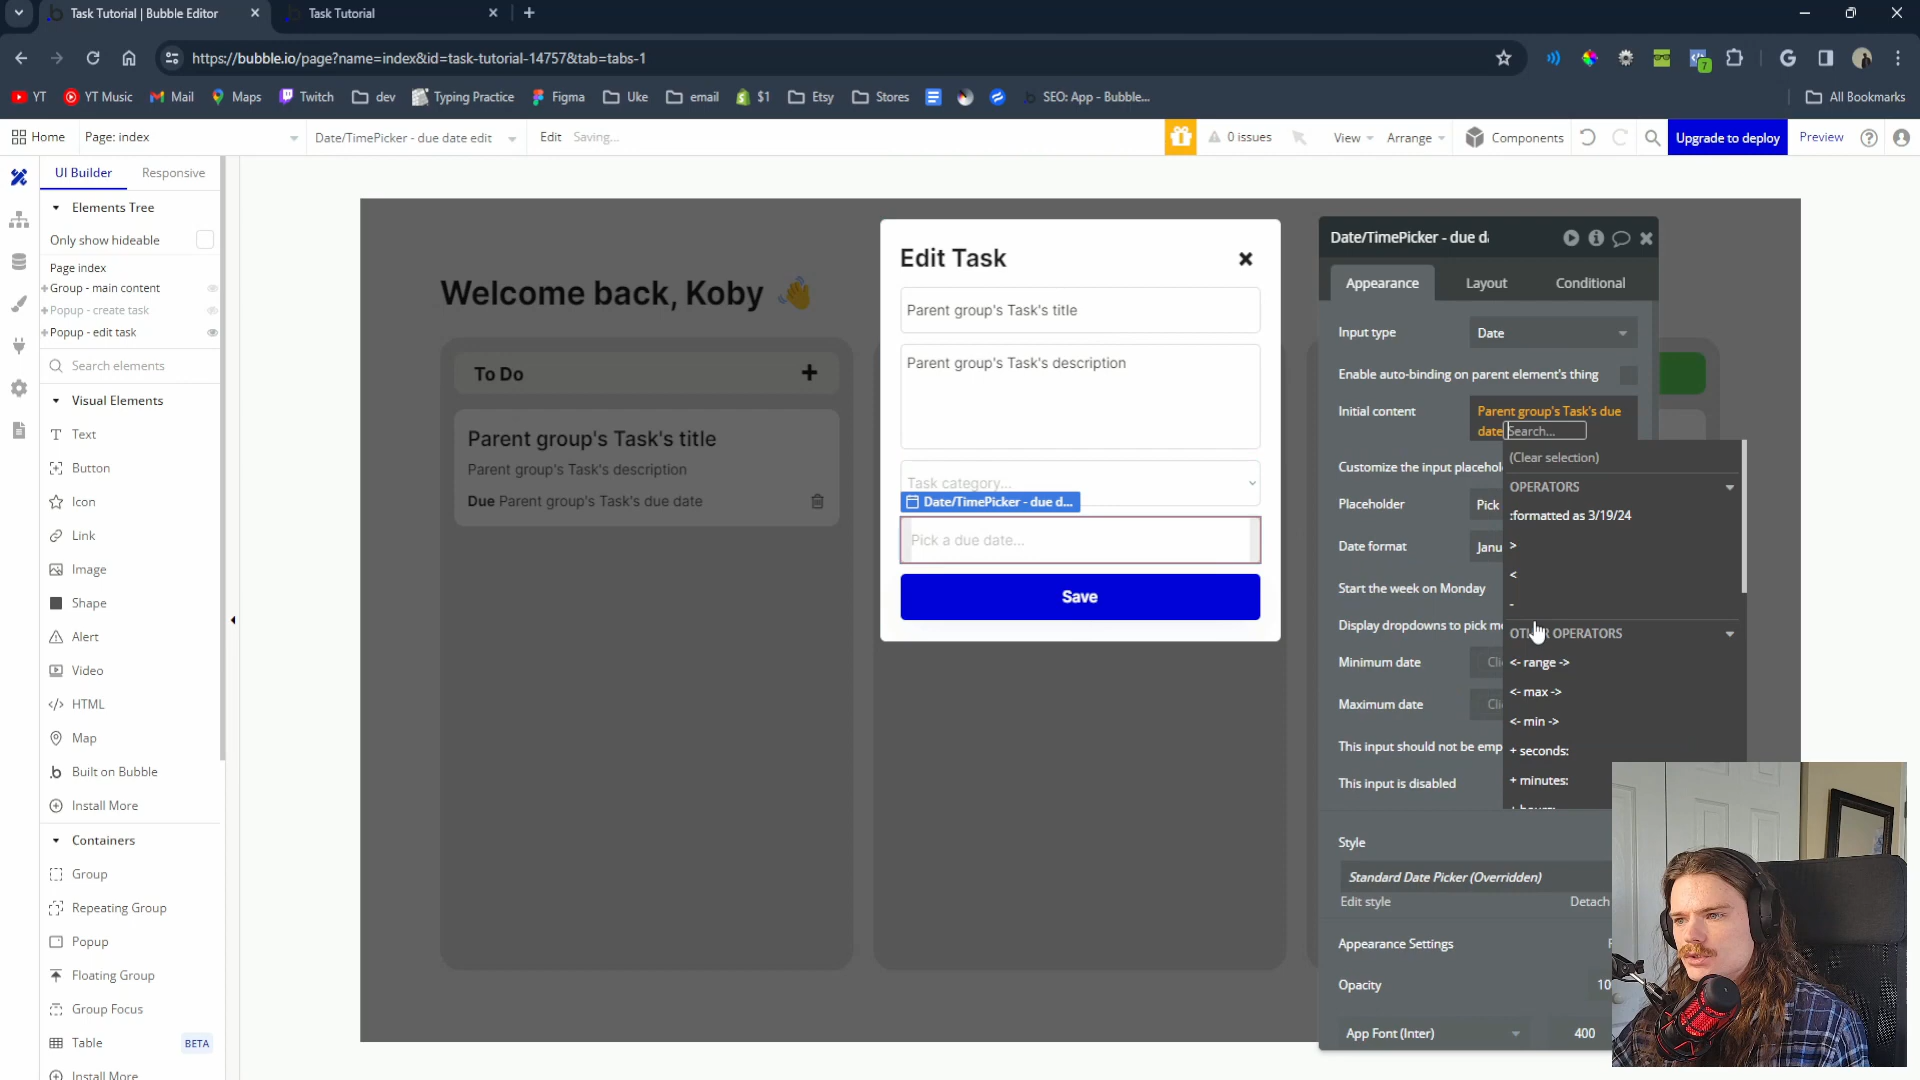 Task Tutorial | Bubble Editor
Task Tutorial
https://bubble.io/page?name=index&id=task-tutorial-14757&tab=tabs-1
7
YT
YT Music
Mail
Maps
Twitch
dev
Typing Practice
Figma
Uke
email
$1
Etsy
Stores
SEO: App - Bubble...
All Bookmarks
Home
Page: index
Date/TimePicker - due date edit
Edit
Saving...
0 issues
View
Arrange
Components
Upgrade to deploy
Preview
UI Builder
Responsive
Elements Tree
Only show hideable
Page index
+Group - main content
+Popup - create task
+Popup - edit task
Search elements
Visual Elements
Text
Button
Icon
Link
Image
Shape
Alert
Video
HTML
Map
Built on Bubble
Install More
Containers
Group
Repeating Group
Popup
Floating Group
Group Focus
Table
BETA
Install More
Welcome back, Koby
To Do
Parent group's Task's title
Parent group's Task's description
Due Parent group's Task's due date
Edit Task
Parent group's Task's title
Parent group's Task's description
Task category...
Date/TimePicker - due d...
Pick a due date...
Save
Date/TimePicker - due da
Appearance
Layout
Conditional
Input type
Date
Enable auto-binding on parent element's thing
Initial content
Parent group's Task's due
date
Search...
(Clear selection)
OPERATORS
:formatted as 3/19/24
>
<
-
OTHER OPERATORS
<- range ->
<- max ->
<- min ->
+ seconds:
+ minutes:
Customize the input placehol
Placeholder
Pick
Date format
Janu
Start the week on Monday
Display dropdowns to pick mo
Minimum date
Cli
Maximum date
Cli
This input should not be emp
This input is disabled
Style
Standard Date Picker (Overridden)
Edit style
Detach
Appearance Settings
Opacity
10
App Font (Inter)
400